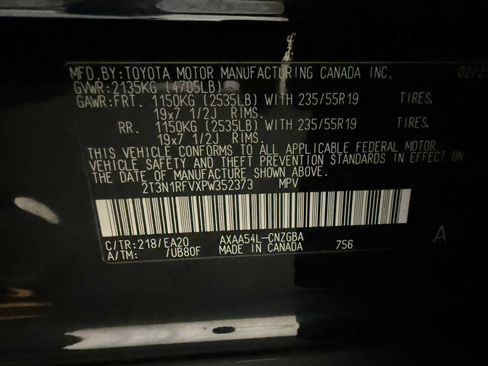 MFD.BY:TOYOTA MOTOR MANUFACTURING CANADA INC. 02/2
GVWR:2135KG (4705LB)
GAWR:FRT. 1150KG (2535LB) WITH 235/55R19 TIRES.
19x7 1/2J RIMS.
RR. 1150KG (2535LB) WITH 235/55R19 TIRES.
19x7 1/2J RIMS.
THIS VEHICLE CONFORMS TO ALL APPLICABLE FEDERAL MOTOR
VEHICLE SAFETY AND THEFT PREVENTION STANDARDS IN EFFECT
ON THE DATE OF MANUFACTURE SHOWN ABOVE.
2T3N1RFVXPW352373 MPV
C/TR:218/EA20 AXAA54L-CNZGBA
A/TM: /UB80F MADE IN CANADA 756
A